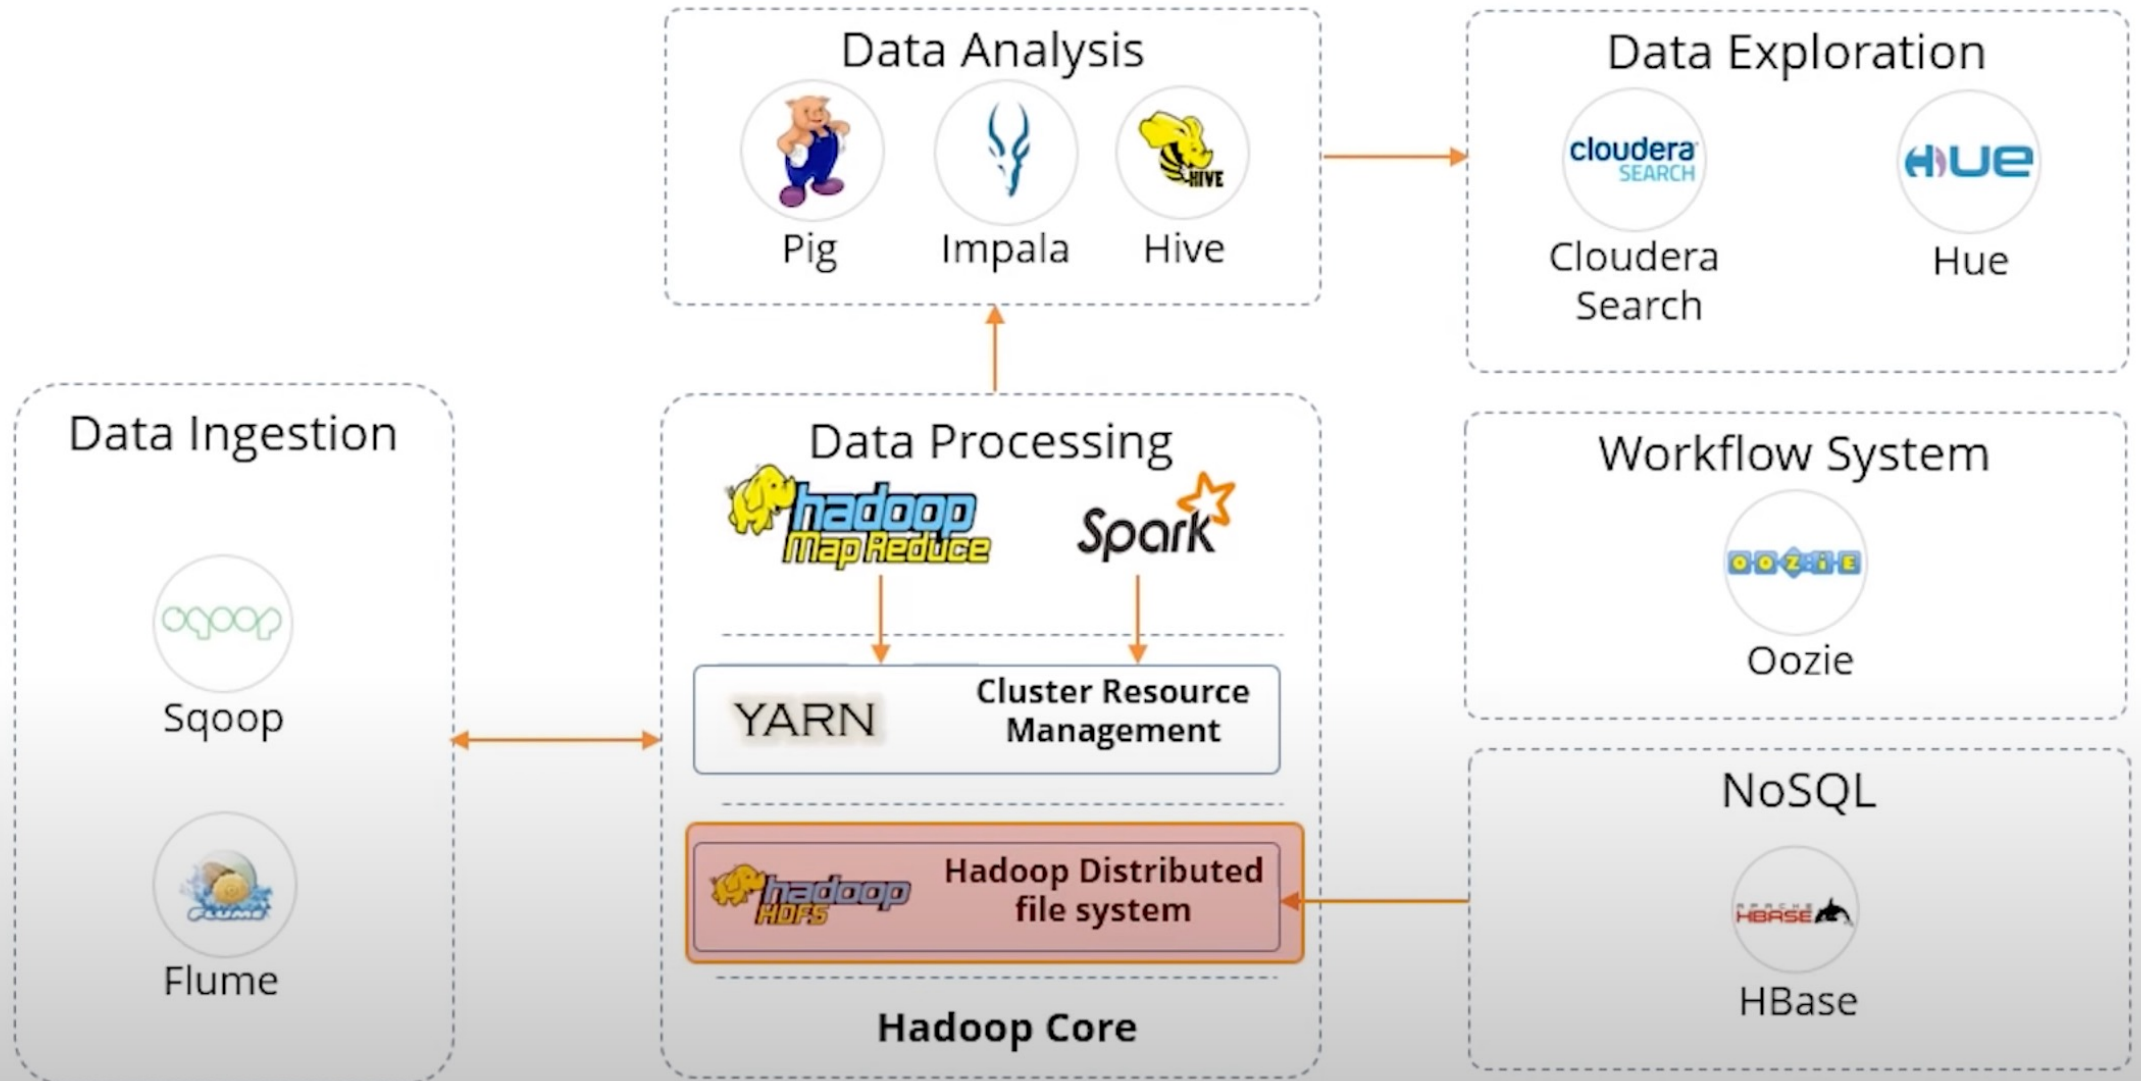 Data Analysis
HIVE
Pig
Impala
Hive
Data Exploration
cloudera
SEARCH
HUE
Cloudera
Search
Hue
Data Ingestion
sqoop
Sqoop
FLUME
Flume
Data Processing
hadoop
Map Reduce
Spark
YARN
Cluster Resource
Management
hadoop
HDFS
Hadoop Distributed
file system
Hadoop Core
Workflow System
OOZIE
Oozie
NoSQL
APACHE
HBASE
HBase